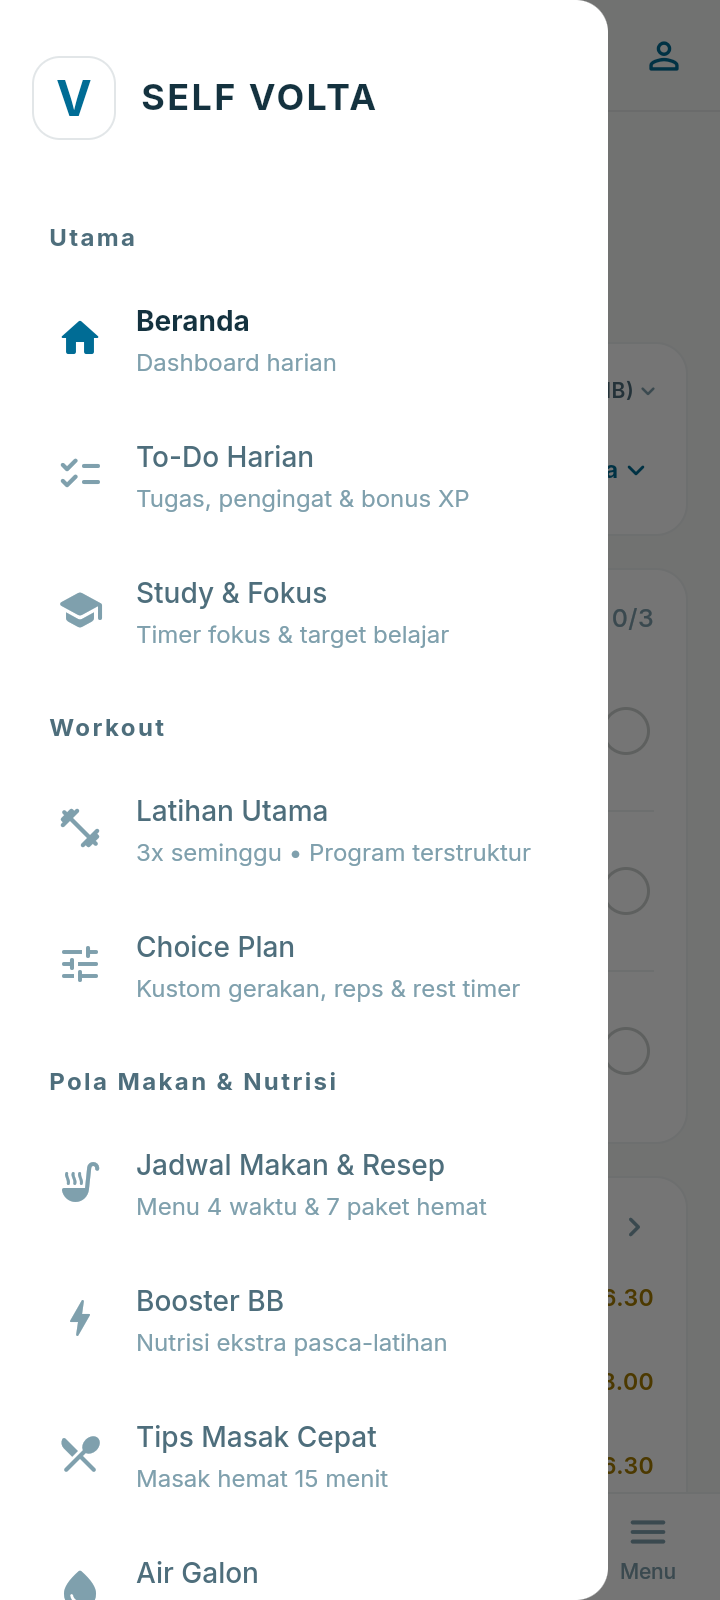 V
SELF VOLTA
Utama
Beranda
Dashboard harian
To-Do Harian
Tugas, pengingat & bonus XP
Study & Fokus
Timer fokus & target belajar
0/3
Workout
Latihan Utama
3x seminggu • Program terstruktur
Choice Plan
Kustom gerakan, reps & rest timer
Pola Makan & Nutrisi
Jadwal Makan & Resep
Menu 4 waktu & 7 paket hemat
Booster BB
Nutrisi ekstra pasca-latihan
Tips Masak Cepat
Masak hemat 15 menit
Air Galon
Menu